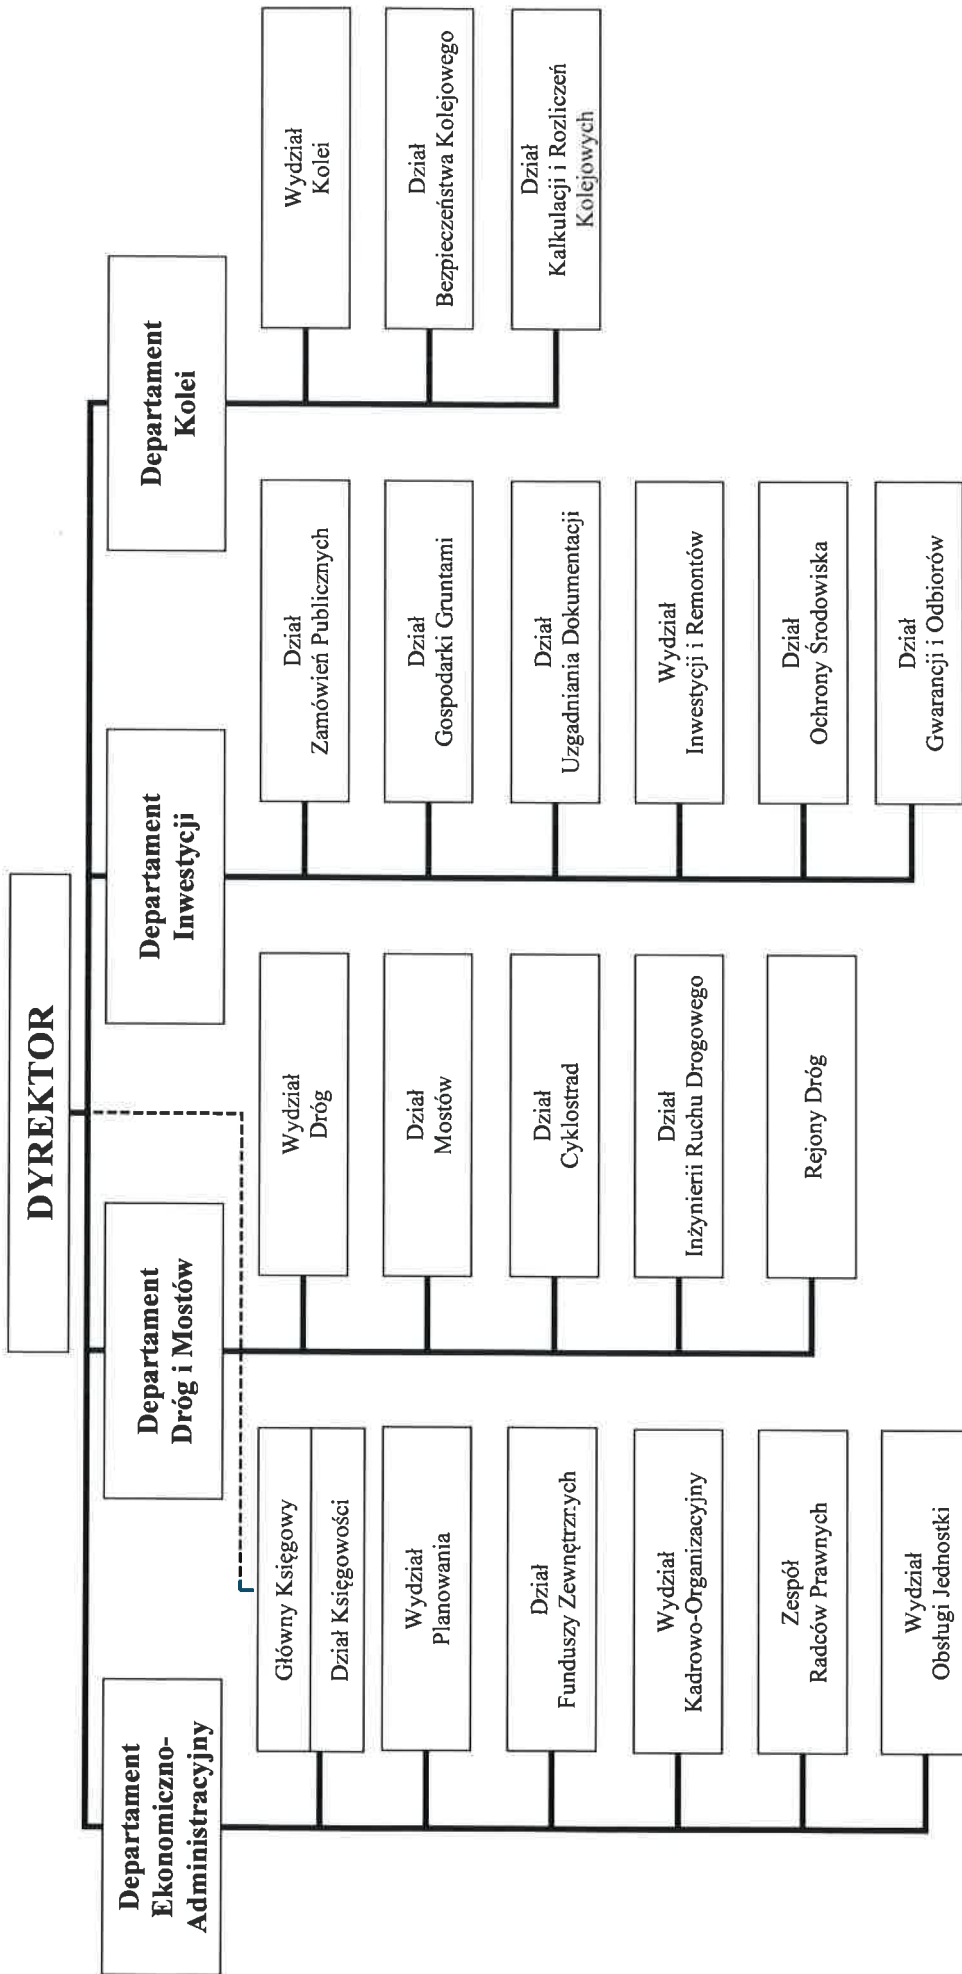 DYREKTOR
Departament
Ekonomiczno-
Administracyjny
Główny Księgowy
Dział Księgowości
Wydział
Planowania
Dział
Funduszy Zewnętrznych
Wydział
Kadrowo-Organizacyjny
Zespół
Radców Prawnych
Wydział
Obsługi Jednostki
Departament
Dróg i Mostów
Wydział
Dróg
Dział
Mostów
Dział
Cyklostrad
Dział
Inżynierii Ruchu Drogowego
Rejony Dróg
Departament
Inwestycji
Dział
Zamówień Publicznych
Dział
Gospodarki Gruntami
Dział
Uzgadniania Dokumentacji
Wydział
Inwestycji i Remontów
Dział
Ochrony Środowiska
Dział
Gwarancji i Odbiorów
Departament
Kolei
Wydział
Kolei
Dział
Bezpieczeństwa Kolejowego
Dział
Kalkulacji i Rozliczeń
Kolejowych